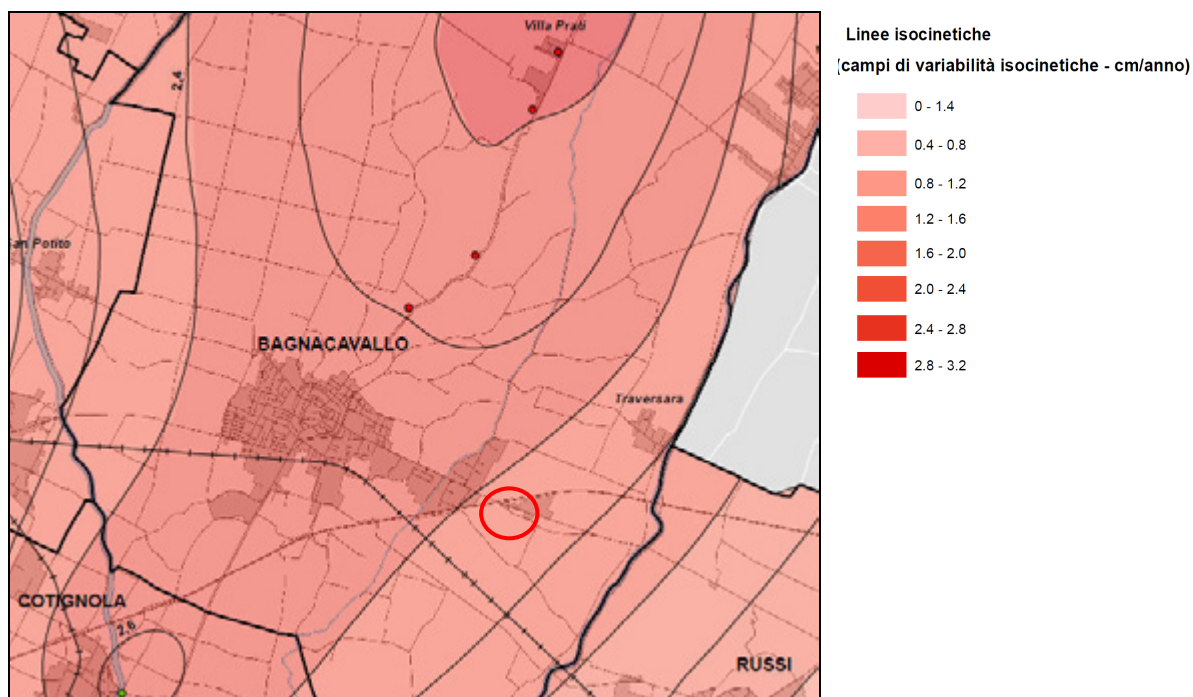 Villa Prati
2,4
an Potito
BAGNACAVALLO
Traversara
COTIGNOLA
2,6
RUSSI
Linee isocinetiche
(campi di variabilità isocinetiche - cm/anno)
0 - 1.4
0.4 - 0.8
0.8 - 1.2
1.2 - 1.6
1.6 - 2.0
2.0 - 2.4
2.4 - 2.8
2.8 - 3.2